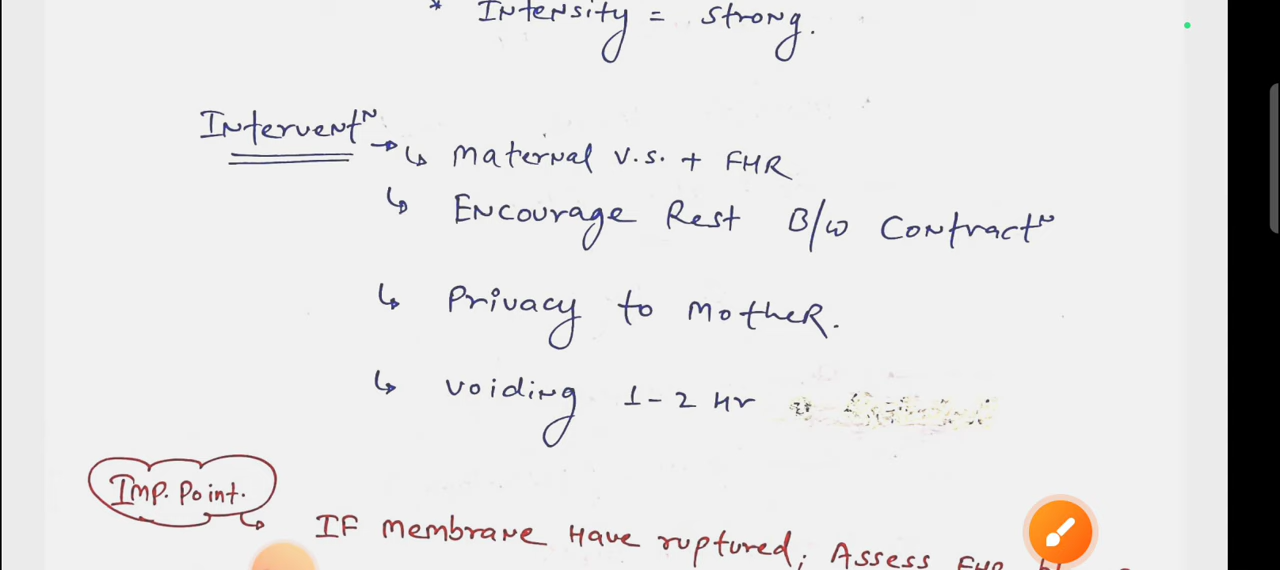 * Intensity = strong.
Interventᴺ
↳ Maternal V.S. + FHR
↳ Encourage Rest B/w Contractᴺ
↳ Privacy to Mother.
↳ Voiding 1-2 Hr
Imp. Point.
↳ IF membrane Have ruptured, Assess FHR